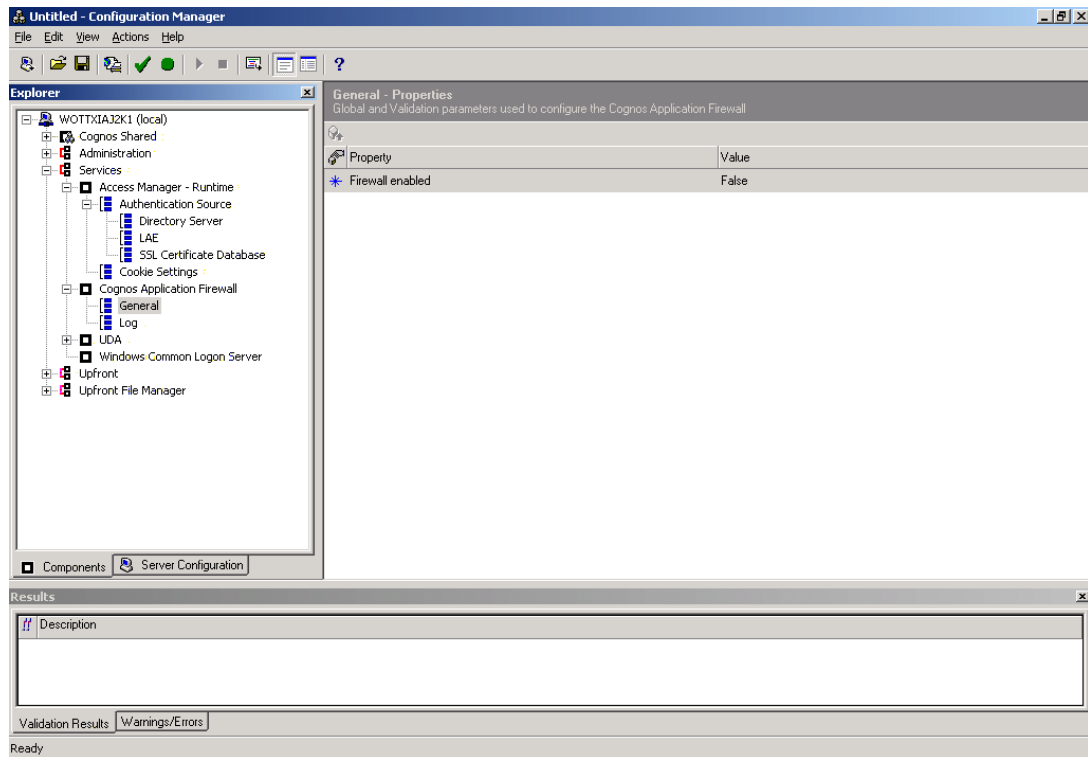 Untitled - Configuration Manager
File Edit View Actions Help
?
Explorer
WOTTXIAJ2K1 (local)
Cognos Shared
Administration
Services
Access Manager - Runtime
Authentication Source
Directory Server
LAE
SSL Certificate Database
Cookie Settings
Cognos Application Firewall
General
Log
UDA
Windows Common Logon Server
Upfront
Upfront File Manager
Components Server Configuration
General - Properties
Global and Validation parameters used to configure the Cognos Application Firewall
Property Value
Firewall enabled False
Results
Description
Validation Results Warnings/Errors
Ready